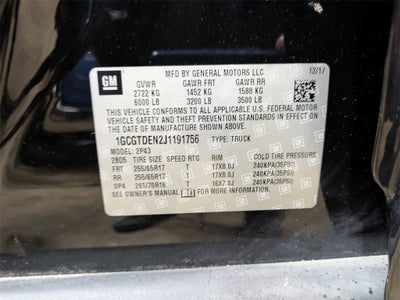 GM
MFD BY GENERAL MOTORS LLC 12/17
GVWR GAWR FRT GAWR RR
2722 KG 1452 KG 1588 KG
6000 LB 3200 LB 3500 LB
THIS VEHICLE CONFORMS TO ALL APPLICABLE U.S. FEDERAL MOTOR
VEHICLE SAFETY, BUMPER, AND THEFT PREVENTION STANDARDS IN
EFFECT ON THE DATE OF MANUFACTURE SHOWN ABOVE.
1GCGTDEN2J1191756 TYPE: TRUCK
MODEL: 2P43
TIRE SIZE SPEED RTG RIM COLD TIRE PRESSURE
FRT 255/65R17 T 17X8.0J 240KPA(35PSI)
RR 255/65R17 T 17X8.0J 240KPA(35PSI)
SPA 265/70R16 T 16X7.0J 240KPA(35PSI)
SEE OWNER'S MANUAL FOR MORE INFORMATION.